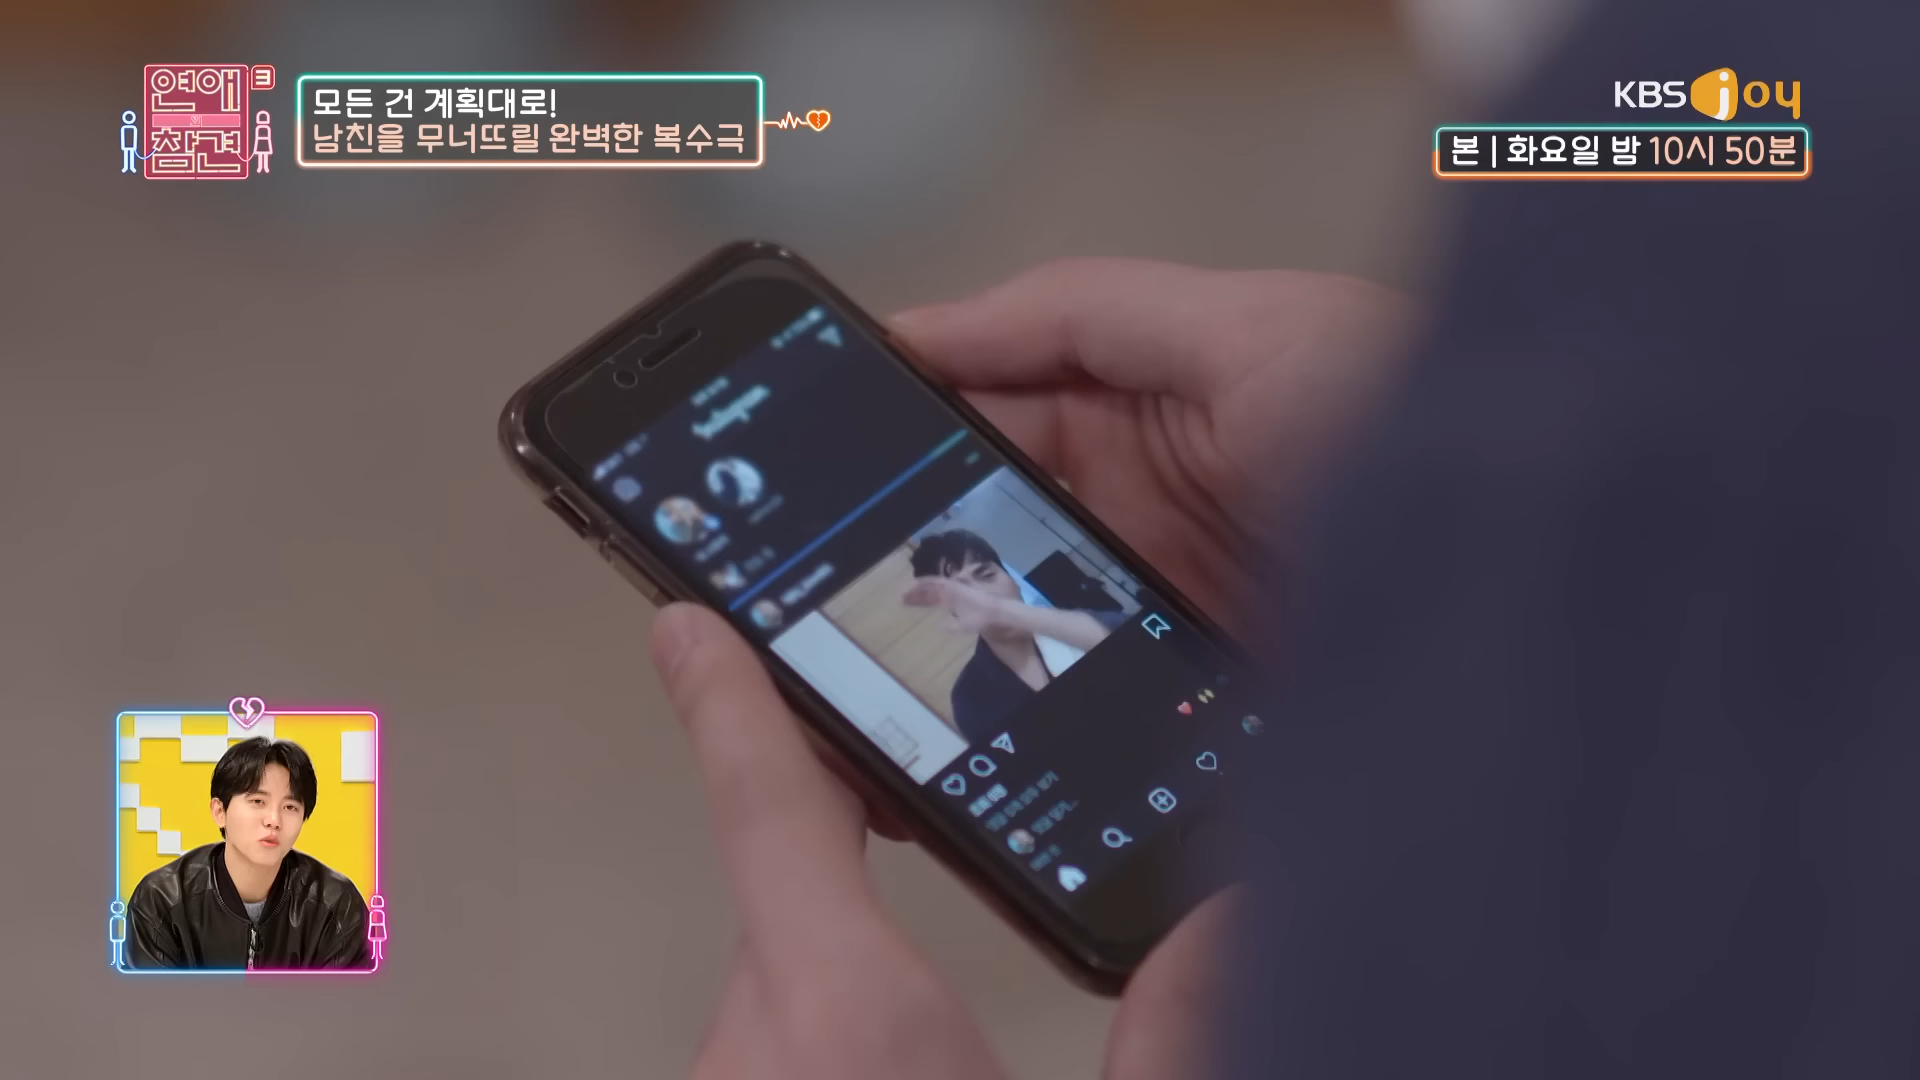 연애의 참견 3
모든 건 계획대로!
남친을 무너뜨릴 완벽한 복수극
KBS joy
본 | 화요일 밤 10시 50분